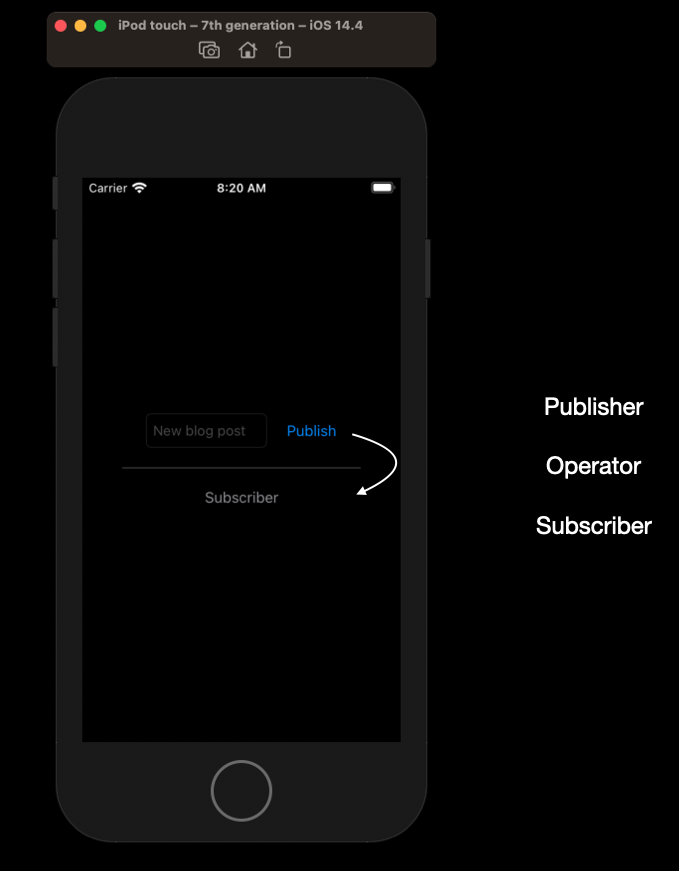 iPod touch – 7th generation – iOS 14.4
Carrier 8:20 AM
New blog post Publish
Subscriber
Publisher
Operator
Subscriber